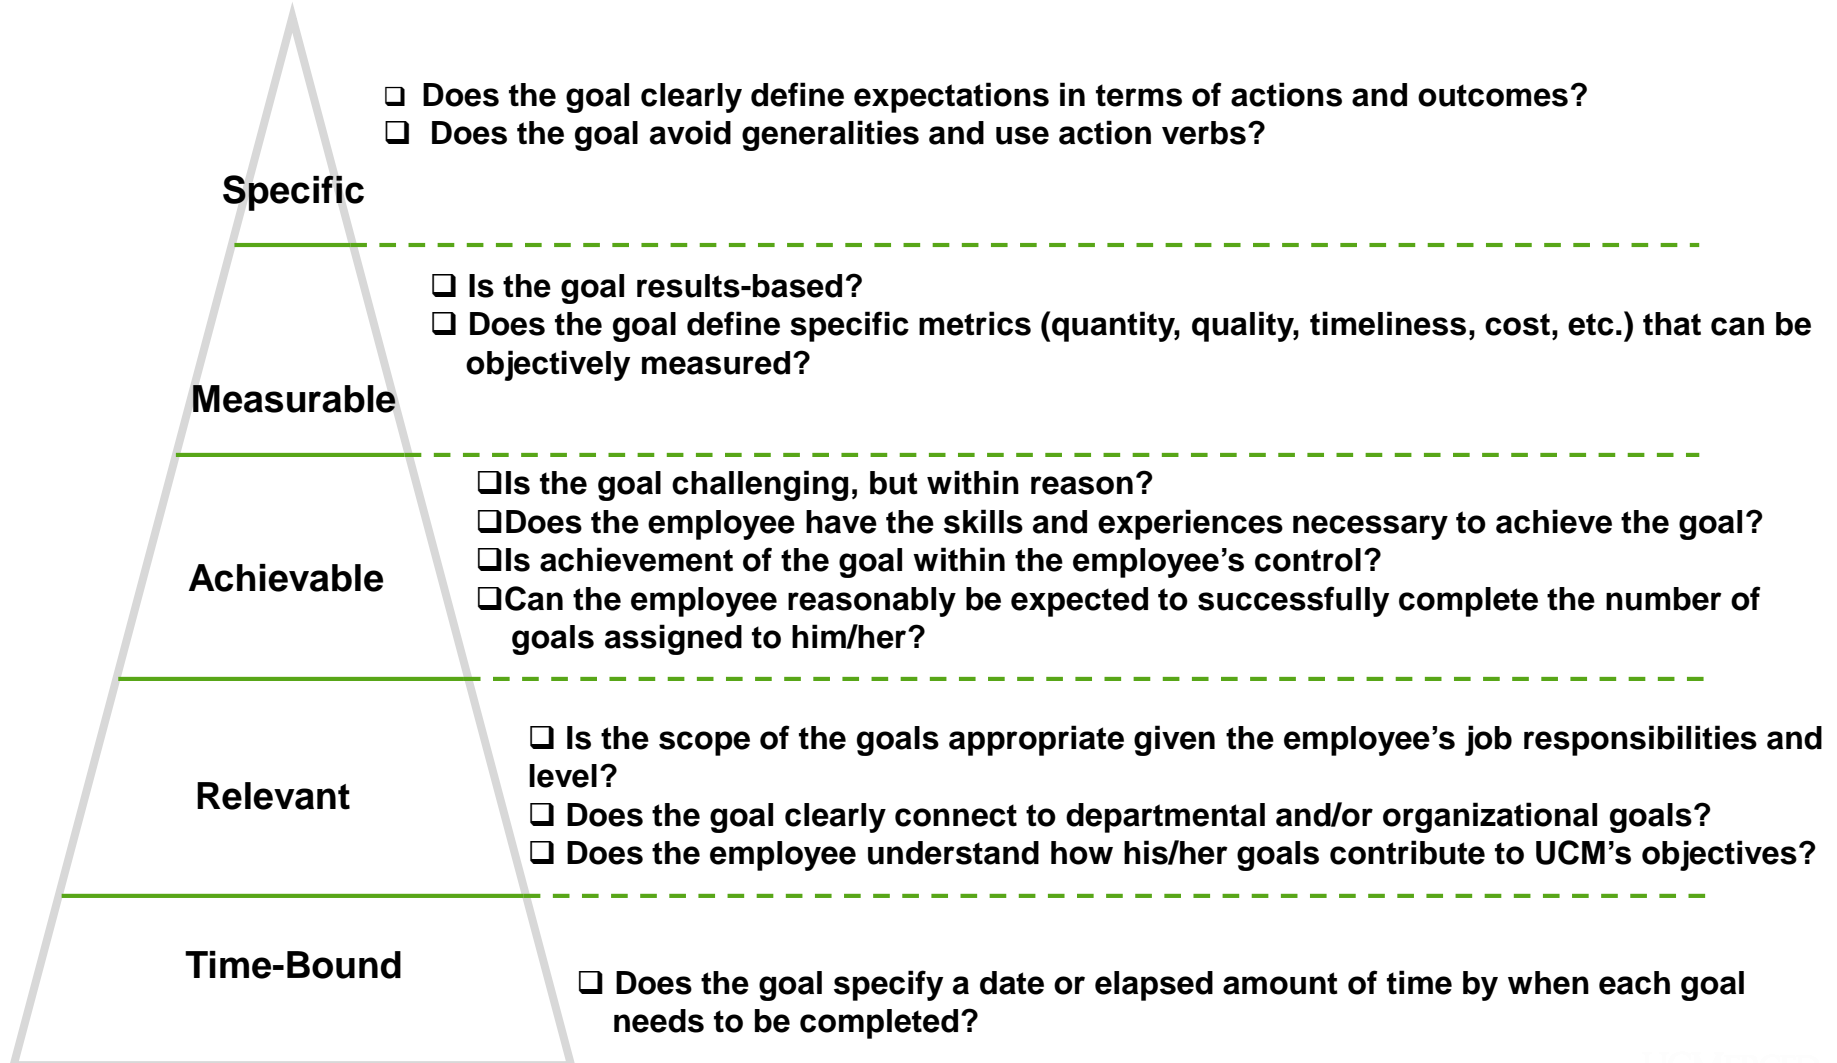 ❑ Does the goal clearly define expectations in terms of actions and outcomes?
❑ Does the goal avoid generalities and use action verbs?
Specific
❑ Is the goal results-based?
❑ Does the goal define specific metrics (quantity, quality, timeliness, cost, etc.) that can be
objectively measured?
Measurable
❑Is the goal challenging, but within reason?
❑Does the employee have the skills and experiences necessary to achieve the goal?
❑Is achievement of the goal within the employee’s control?
❑Can the employee reasonably be expected to successfully complete the number of
goals assigned to him/her?
Achievable
❑ Is the scope of the goals appropriate given the employee’s job responsibilities and
level?
❑ Does the goal clearly connect to departmental and/or organizational goals?
❑ Does the employee understand how his/her goals contribute to UCM’s objectives?
Relevant
Time-Bound
❑ Does the goal specify a date or elapsed amount of time by when each goal
needs to be completed?